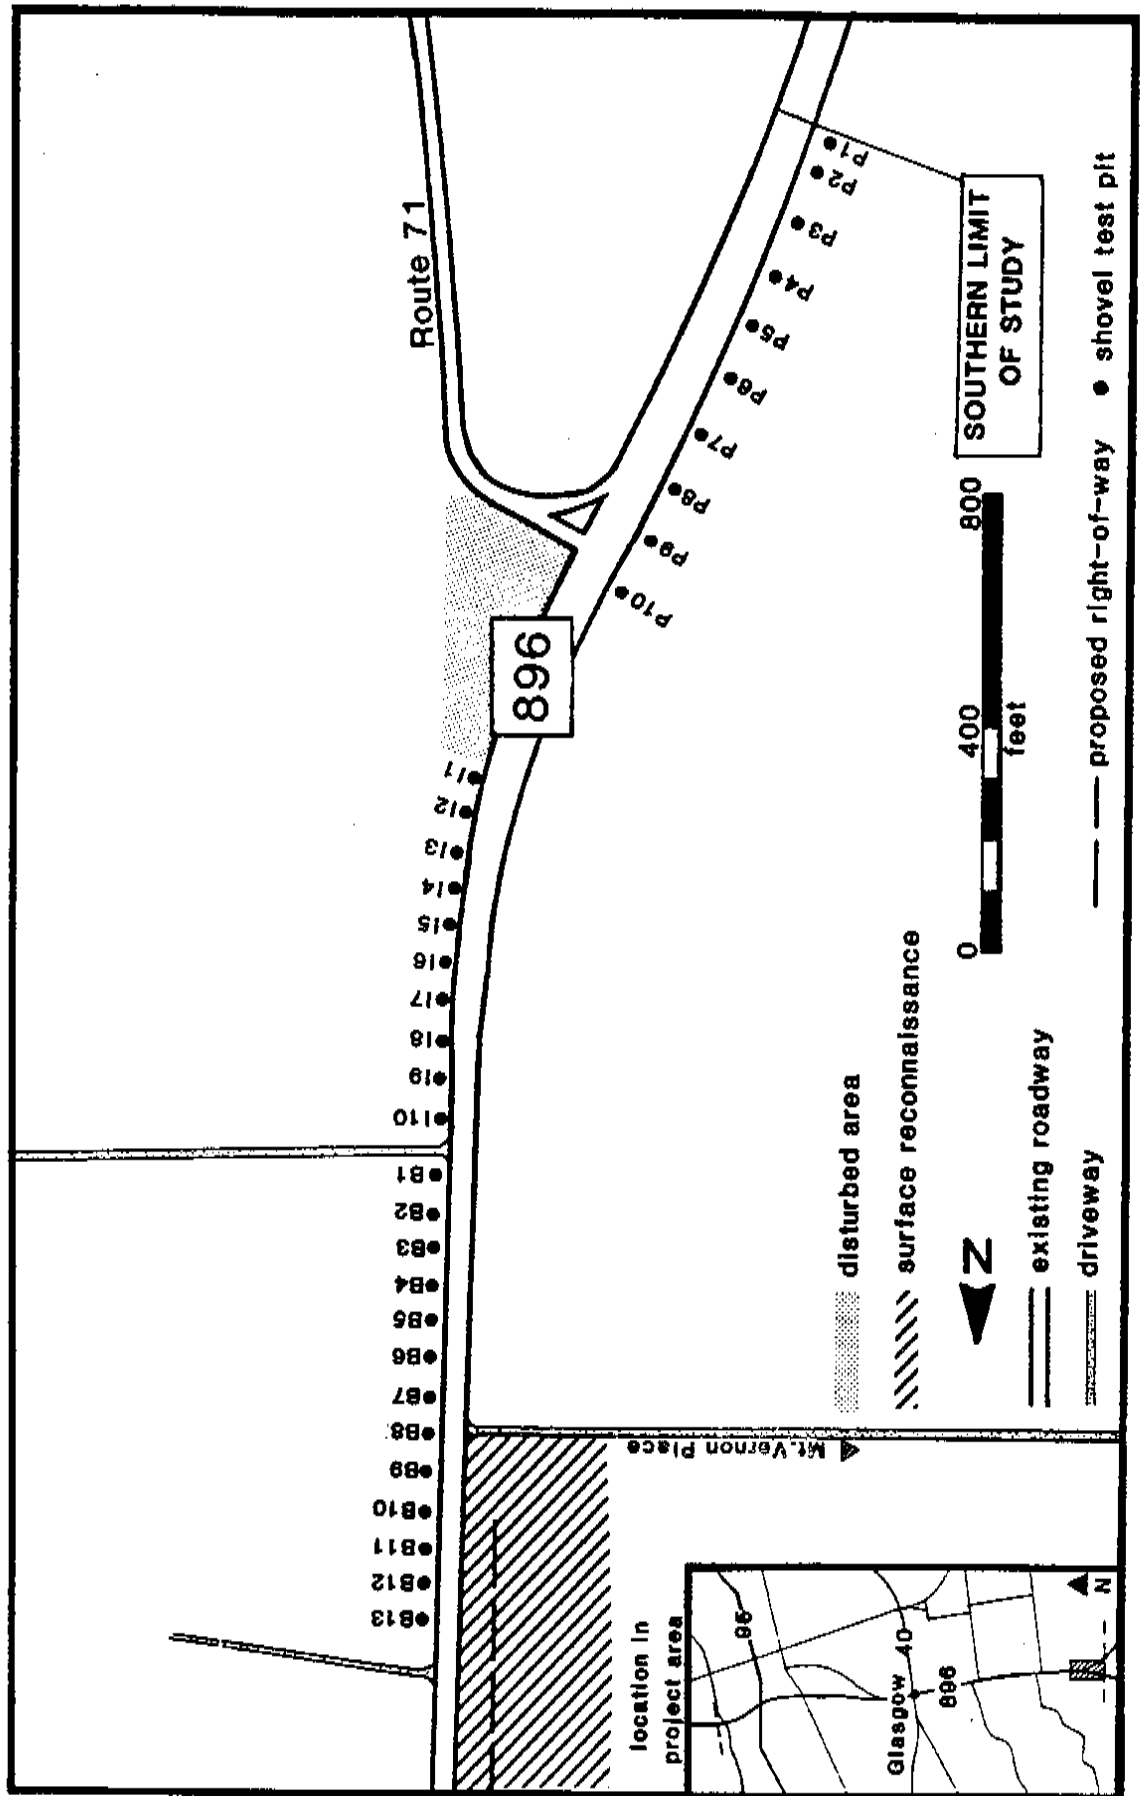 Route 71
896
P1
P2
P3
P4
P5
P6
P7
P8
P9
P10
I1
I2
I3
I4
I5
I6
I7
I8
I9
I10
B1
B2
B3
B4
B5
B6
B7
B8
B9
B10
B11
B12
B13
Mt. Vernon Place
SOUTHERN LIMIT
OF STUDY
0 400 800
feet
disturbed area
surface reconnaissance
N
existing roadway
driveway
proposed right-of-way
shovel test pit
location in
project area
95
40
Glasgow
896
N